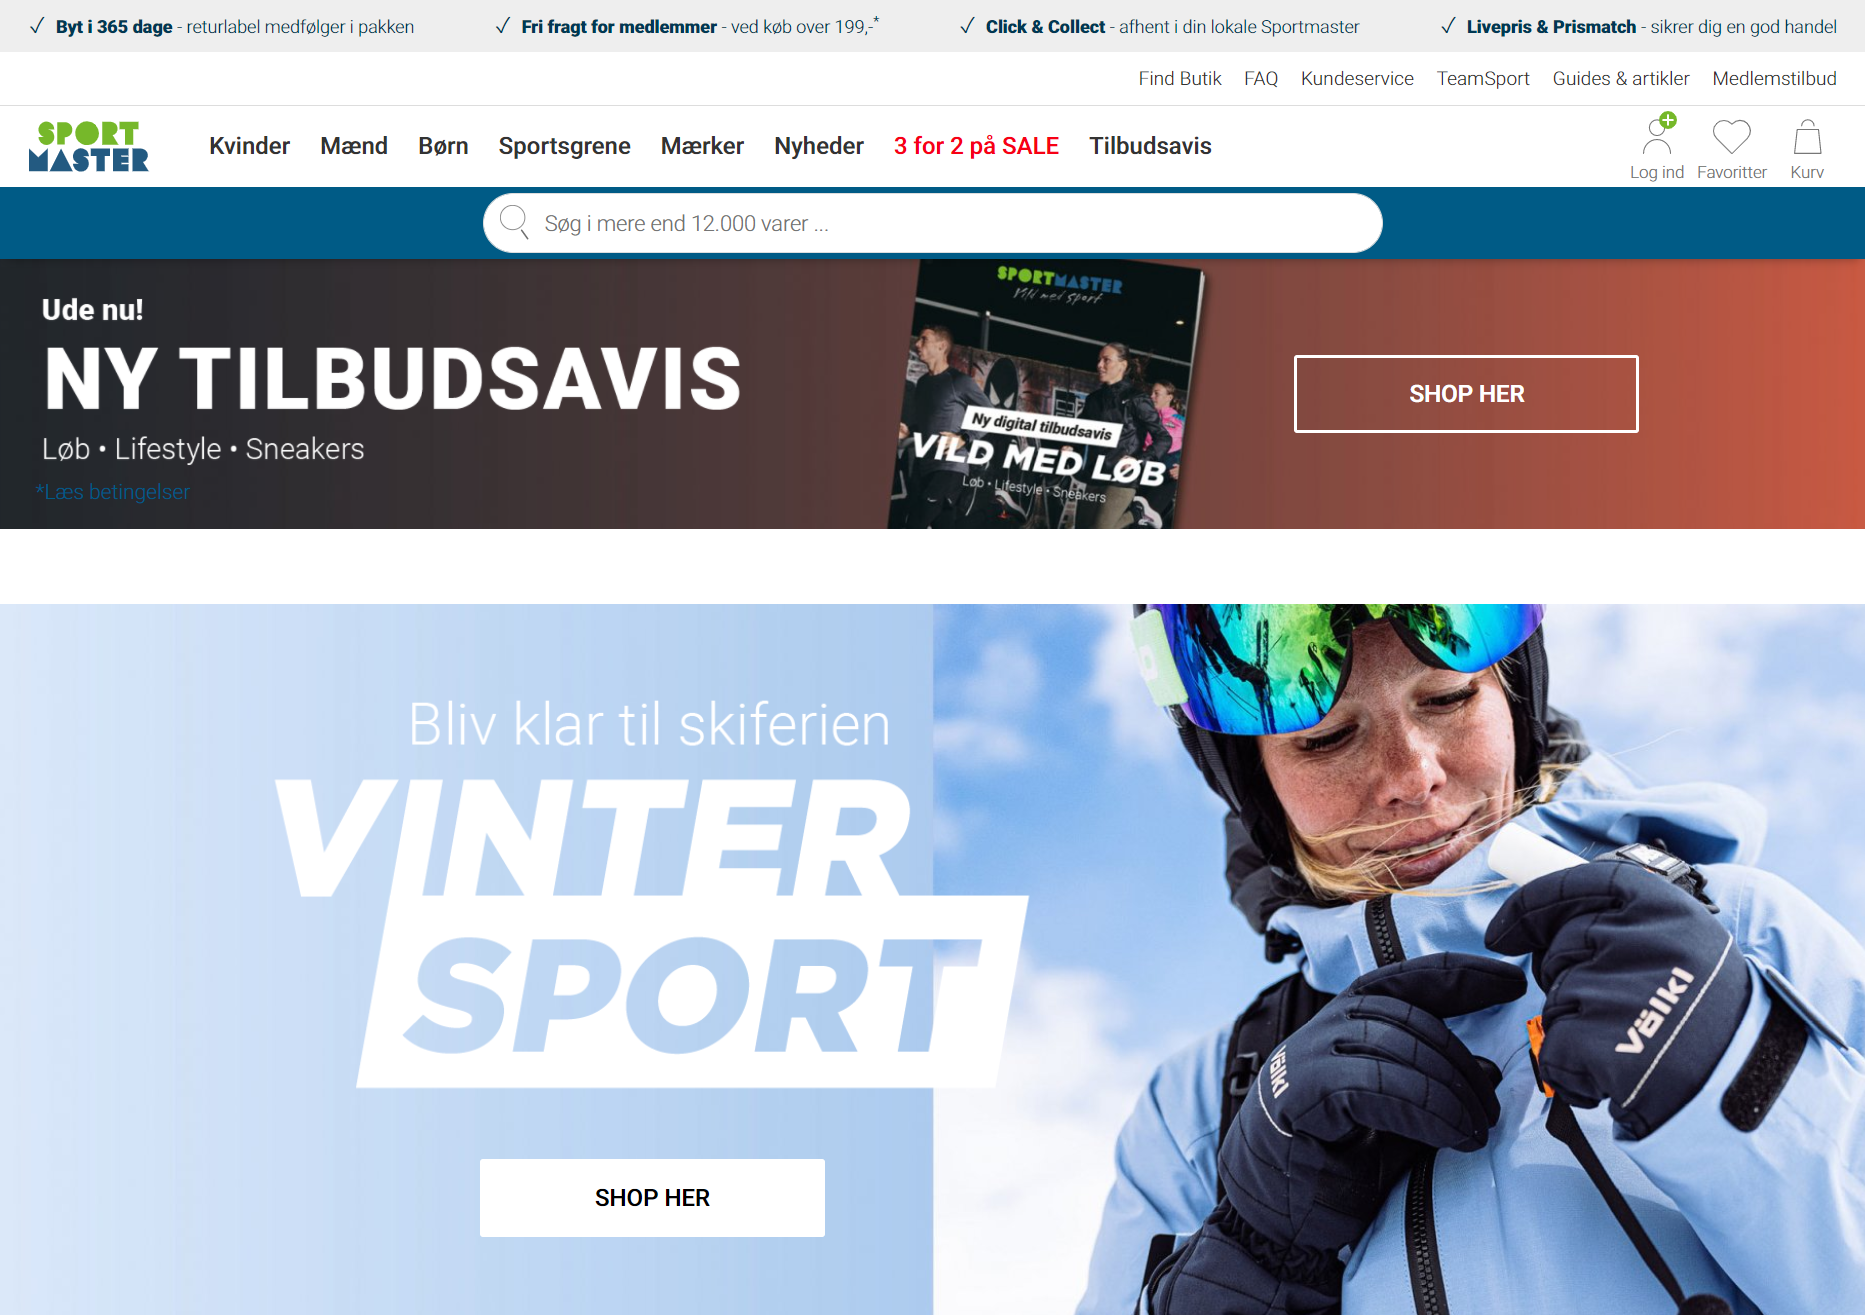 Byt i 365 dage - returlabel medfølger i pakken
Fri fragt for medlemmer - ved køb over 199,-*
Click & Collect - afhent i din lokale Sportmaster
Livepris & Prismatch - sikrer dig en god handel
Find Butik FAQ Kundeservice TeamSport Guides & artikler Medlemstilbud
SPORT
MASTER
Kvinder Mænd Børn Sportsgrene Mærker Nyheder 3 for 2 på SALE Tilbudsavis
Log ind Favoritter Kurv
Søg i mere end 12.000 varer ...
Ude nu!
NY TILBUDSAVIS
Løb • Lifestyle • Sneakers
*Læs betingelser
SPORTMASTER
Vild med sport
Ny digital tilbudsavis
VILD MED LØB
Løb • Lifestyle • Sneakers
SHOP HER
Bliv klar til skiferien
VINTER
SPORT
SHOP HER
völkl
völkl